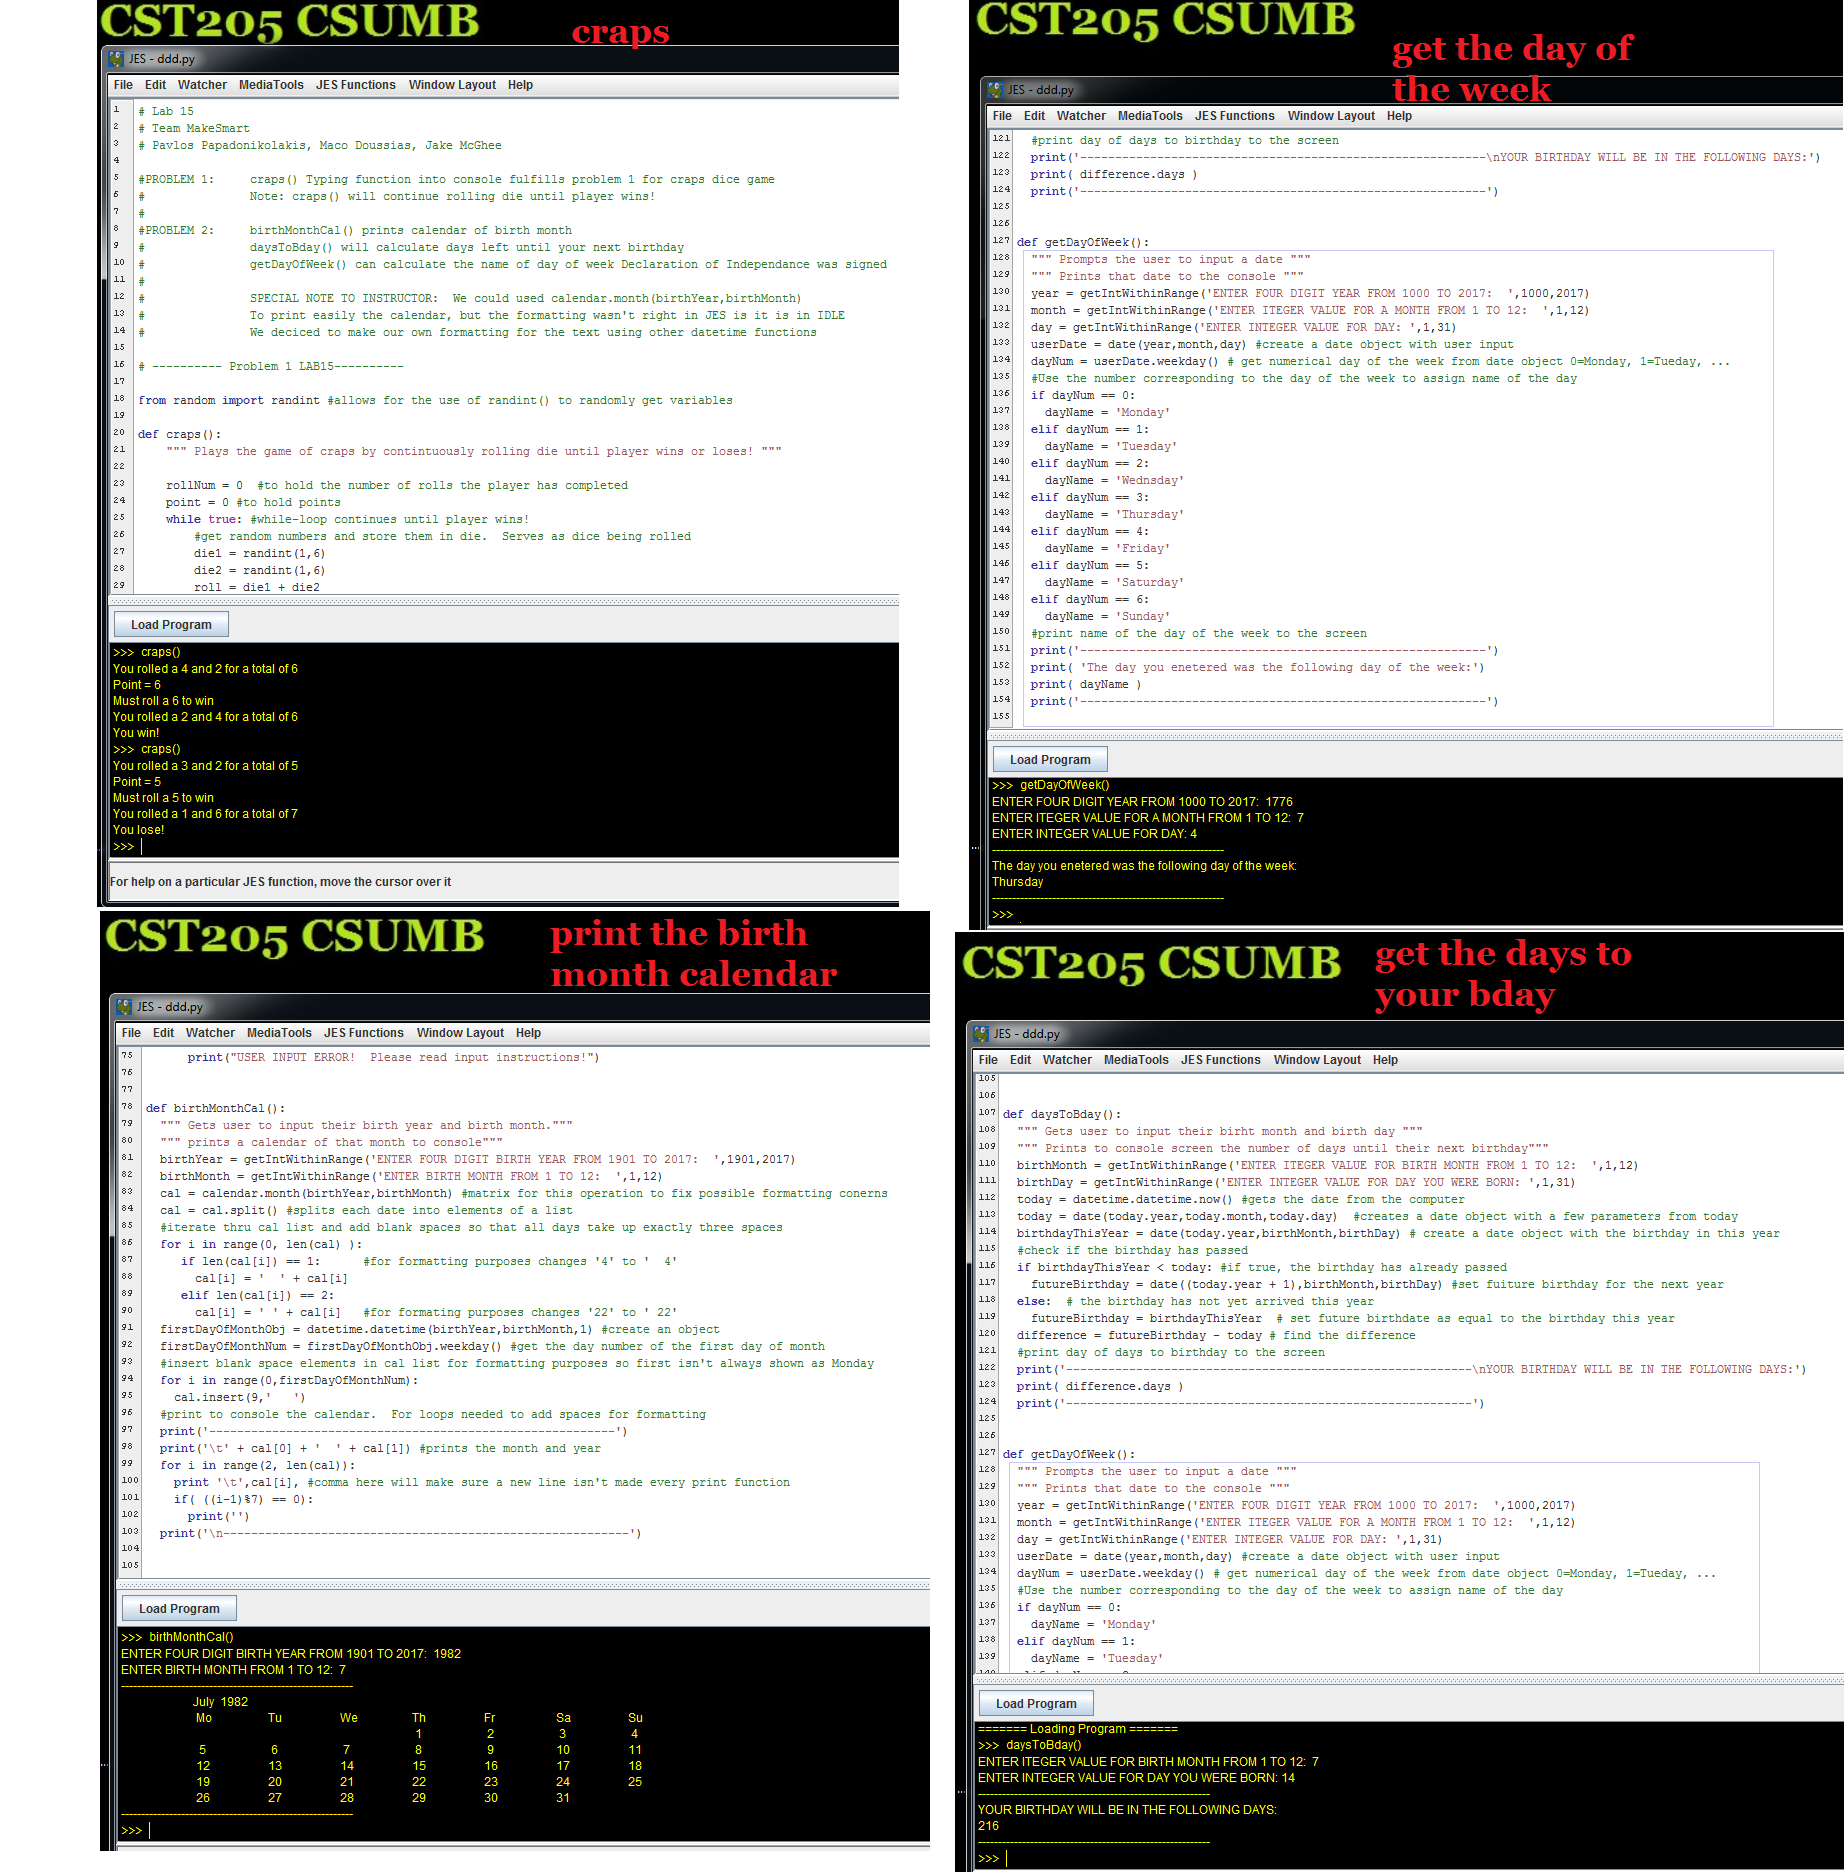 CST205 CSUMB
craps
JES - ddd.py
File Edit Watcher MediaTools JES Functions Window Layout Help
1 # Lab 15
2 # Team MakeSmart
3 # Pavlos Papadonikolakis, Maco Doussias, Jake McGhee
4
5 #PROBLEM 1: craps() Typing function into console fulfills problem 1 for craps dice game
6 # Note: craps() will continue rolling die until player wins!
7 #
8 #PROBLEM 2: birthMonthCal() prints calendar of birth month
9 # daysToBday() will calculate days left until your next birthday
10 # getDayOfWeek() can calculate the name of day of week Declaration of Independance was signed
11 #
12 # SPECIAL NOTE TO INSTRUCTOR: We could used calendar.month(birthYear,birthMonth)
13 # To print easily the calendar, but the formatting wasn't right in JES is it is in IDLE
14 # We deciced to make our own formatting for the text using other datetime functions
15
16 # ---------- Problem 1 LAB15----------
17
18 from random import randint #allows for the use of randint() to randomly get variables
19
20 def craps():
21 """ Plays the game of craps by contintuously rolling die until player wins or loses! """
22
23 rollNum = 0 #to hold the number of rolls the player has completed
24 point = 0 #to hold points
25 while true: #while-loop continues until player wins!
26 #get random numbers and store them in die. Serves as dice being rolled
27 die1 = randint(1,6)
28 die2 = randint(1,6)
29 roll = die1 + die2
Load Program
>>> craps()
You rolled a 4 and 2 for a total of 6
Point = 6
Must roll a 6 to win
You rolled a 2 and 4 for a total of 6
You win!
>>> craps()
You rolled a 3 and 2 for a total of 5
Point = 5
Must roll a 5 to win
You rolled a 1 and 6 for a total of 7
You lose!
>>>
For help on a particular JES function, move the cursor over it
CST205 CSUMB
get the day of
the week
JES - ddd.py
File Edit Watcher MediaTools JES Functions Window Layout Help
121 #print day of days to birthday to the screen
122 print('----------------------------------------------------------\nYOUR BIRTHDAY WILL BE IN THE FOLLOWING DAYS:')
123 print( difference.days )
124 print('----------------------------------------------------------')
125
126
127 def getDayOfWeek():
128 """ Prompts the user to input a date """
129 """ Prints that date to the console """
130 year = getIntWithinRange('ENTER FOUR DIGIT YEAR FROM 1000 TO 2017: ',1000,2017)
131 month = getIntWithinRange('ENTER ITEGER VALUE FOR A MONTH FROM 1 TO 12: ',1,12)
132 day = getIntWithinRange('ENTER INTEGER VALUE FOR DAY: ',1,31)
133 userDate = date(year,month,day) #create a date object with user input
134 dayNum = userDate.weekday() # get numerical day of the week from date object 0=Monday, 1=Tueday, ...
135 #Use the number corresponding to the day of the week to assign name of the day
136 if dayNum == 0:
137 dayName = 'Monday'
138 elif dayNum == 1:
139 dayName = 'Tuesday'
140 elif dayNum == 2:
141 dayName = 'Wednsday'
142 elif dayNum == 3:
143 dayName = 'Thursday'
144 elif dayNum == 4:
145 dayName = 'Friday'
146 elif dayNum == 5:
147 dayName = 'Saturday'
148 elif dayNum == 6:
149 dayName = 'Sunday'
150 #print name of the day of the week to the screen
151 print('----------------------------------------------------------')
152 print( 'The day you enetered was the following day of the week:')
153 print( dayName )
154 print('----------------------------------------------------------')
155
Load Program
>>> getDayOfWeek()
ENTER FOUR DIGIT YEAR FROM 1000 TO 2017: 1776
ENTER ITEGER VALUE FOR A MONTH FROM 1 TO 12: 7
ENTER INTEGER VALUE FOR DAY: 4
----------------------------------------------------------
The day you enetered was the following day of the week:
Thursday
----------------------------------------------------------
>>>
CST205 CSUMB
print the birth
month calendar
JES - ddd.py
File Edit Watcher MediaTools JES Functions Window Layout Help
75 print("USER INPUT ERROR! Please read input instructions!")
76
77
78 def birthMonthCal():
79 """ Gets user to input their birth year and birth month."""
80 """ prints a calendar of that month to console"""
81 birthYear = getIntWithinRange('ENTER FOUR DIGIT BIRTH YEAR FROM 1901 TO 2017: ',1901,2017)
82 birthMonth = getIntWithinRange('ENTER BIRTH MONTH FROM 1 TO 12: ',1,12)
83 cal = calendar.month(birthYear,birthMonth) #matrix for this operation to fix possible formatting conerns
84 cal = cal.split() #splits each date into elements of a list
85 #iterate thru cal list and add blank spaces so that all days take up exactly three spaces
86 for i in range(0, len(cal) ):
87 if len(cal[i]) == 1: #for formatting purposes changes '4' to '  4'
88 cal[i] = '  ' + cal[i]
89 elif len(cal[i]) == 2:
90 cal[i] = ' ' + cal[i] #for formating purposes changes '22' to ' 22'
91 firstDayOfMonthObj = datetime.datetime(birthYear,birthMonth,1) #create an object
92 firstDayOfMonthNum = firstDayOfMonthObj.weekday() #get the day number of the first day of month
93 #insert blank space elements in cal list for formatting purposes so first isn't always shown as Monday
94 for i in range(0,firstDayOfMonthNum):
95 cal.insert(9,'   ')
96 #print to console the calendar. For loops needed to add spaces for formatting
97 print('----------------------------------------------------------')
98 print('\t' + cal[0] + '  ' + cal[1]) #prints the month and year
99 for i in range(2, len(cal)):
100 print '\t',cal[i], #comma here will make sure a new line isn't made every print function
101 if( ((i-1)%7) == 0):
102 print('')
103 print('\n----------------------------------------------------------')
104
105
Load Program
>>> birthMonthCal()
ENTER FOUR DIGIT BIRTH YEAR FROM 1901 TO 2017: 1982
ENTER BIRTH MONTH FROM 1 TO 12: 7
----------------------------------------------------------
July 1982
Mo Tu We Th Fr Sa Su
1 2 3 4
5 6 7 8 9 10 11
12 13 14 15 16 17 18
19 20 21 22 23 24 25
26 27 28 29 30 31
----------------------------------------------------------
>>>
CST205 CSUMB
get the days to
your bday
JES - ddd.py
File Edit Watcher MediaTools JES Functions Window Layout Help
105
106
107 def daysToBday():
108 """ Gets user to input their birht month and birth day """
109 """ Prints to console screen the number of days until their next birthday"""
110 birthMonth = getIntWithinRange('ENTER ITEGER VALUE FOR BIRTH MONTH FROM 1 TO 12: ',1,12)
111 birthDay = getIntWithinRange('ENTER INTEGER VALUE FOR DAY YOU WERE BORN: ',1,31)
112 today = datetime.datetime.now() #gets the date from the computer
113 today = date(today.year,today.month,today.day) #creates a date object with a few parameters from today
114 birthdayThisYear = date(today.year,birthMonth,birthDay) # create a date object with the birthday in this year
115 #check if the birthday has passed
116 if birthdayThisYear < today: #if true, the birthday has already passed
117 futureBirthday = date((today.year + 1),birthMonth,birthDay) #set fuiture birthday for the next year
118 else: # the birthday has not yet arrived this year
119 futureBirthday = birthdayThisYear # set future birthdate as equal to the birthday this year
120 difference = futureBirthday - today # find the difference
121 #print day of days to birthday to the screen
122 print('----------------------------------------------------------\nYOUR BIRTHDAY WILL BE IN THE FOLLOWING DAYS:')
123 print( difference.days )
124 print('----------------------------------------------------------')
125
126
127 def getDayOfWeek():
128 """ Prompts the user to input a date """
129 """ Prints that date to the console """
130 year = getIntWithinRange('ENTER FOUR DIGIT YEAR FROM 1000 TO 2017: ',1000,2017)
131 month = getIntWithinRange('ENTER ITEGER VALUE FOR A MONTH FROM 1 TO 12: ',1,12)
132 day = getIntWithinRange('ENTER INTEGER VALUE FOR DAY: ',1,31)
133 userDate = date(year,month,day) #create a date object with user input
134 dayNum = userDate.weekday() # get numerical day of the week from date object 0=Monday, 1=Tueday, ...
135 #Use the number corresponding to the day of the week to assign name of the day
136 if dayNum == 0:
137 dayName = 'Monday'
138 elif dayNum == 1:
139 dayName = 'Tuesday'
Load Program
======= Loading Program =======
>>> daysToBday()
ENTER ITEGER VALUE FOR BIRTH MONTH FROM 1 TO 12: 7
ENTER INTEGER VALUE FOR DAY YOU WERE BORN: 14
----------------------------------------------------------
YOUR BIRTHDAY WILL BE IN THE FOLLOWING DAYS:
216
----------------------------------------------------------
>>>